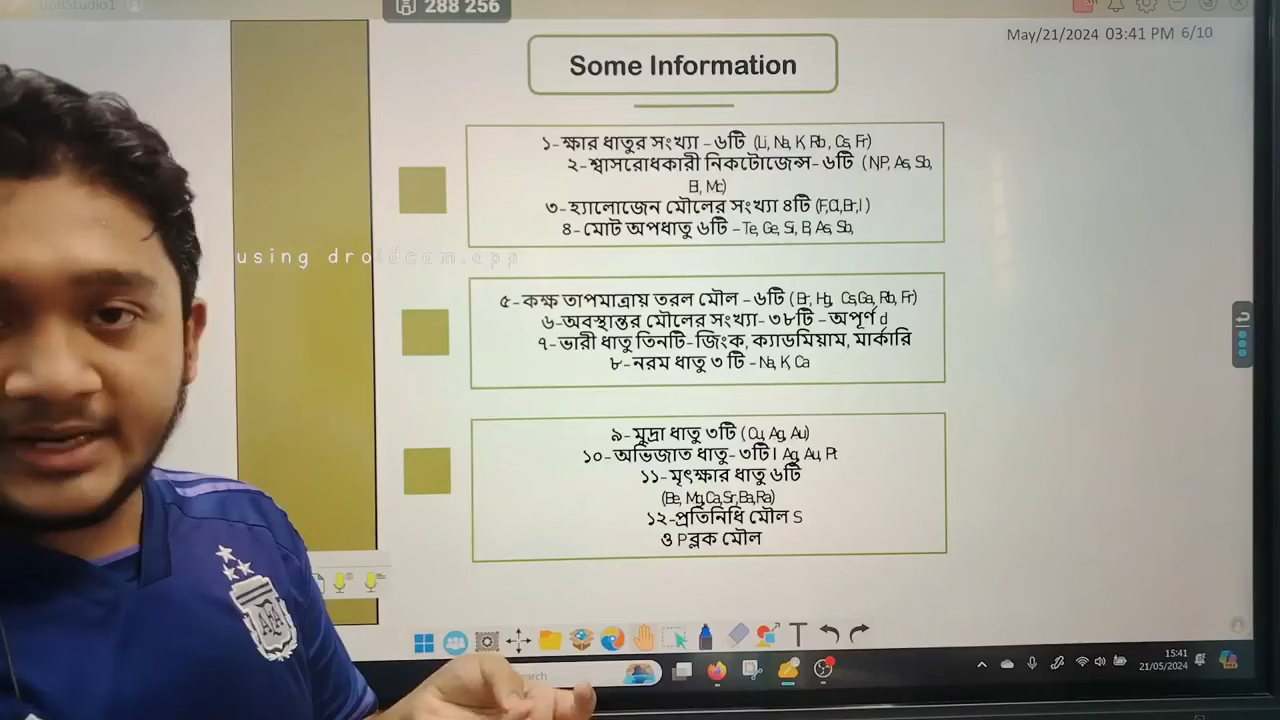 BoBStudio1
288 256
May/21/2024 03:41 PM 6/10
Some Information
১-ক্ষার ধাতুর সংখ্যা – ৬টি (Li, Na, K, Rb , Cs, Fr)
২-শ্বাসরোধকারী নিকটোজেন্স- ৬টি (N,P, As, Sb,
Bi, Mc)
৩-হ্যালোজেন মৌলের সংখ্যা ৪টি (F,Cl,Br,I )
৪- মোট অপধাতু ৬টি – Te, Ge, Si, B, As, Sb,
using droidcam.app
৫-কক্ষ তাপমাত্রায় তরল মৌল – ৬টি ( Br, Hg, Cs,Ga, Rb, Fr)
৬-অবস্থান্তর মৌলের সংখ্যা- ৩৮টি – অপূর্ণ d
৭-ভারী ধাতু তিনটি- জিংক, ক্যাডমিয়াম, মার্কারি
৮-নরম ধাতু ৩ টি – Na, K, Ca
৯-মুদ্রা ধাতু ৩টি ( Cu, Ag, Au)
১০-অভিজাত ধাতু- ৩টি। Ag, Au, Pt
১১-মৃৎক্ষার ধাতু ৬টি
(Be, Mg,Ca,Sr,Ba,Ra)
১২-প্রতিনিধি মৌল S
ও P ব্লক মৌল
AFA
15:41
21/05/2024